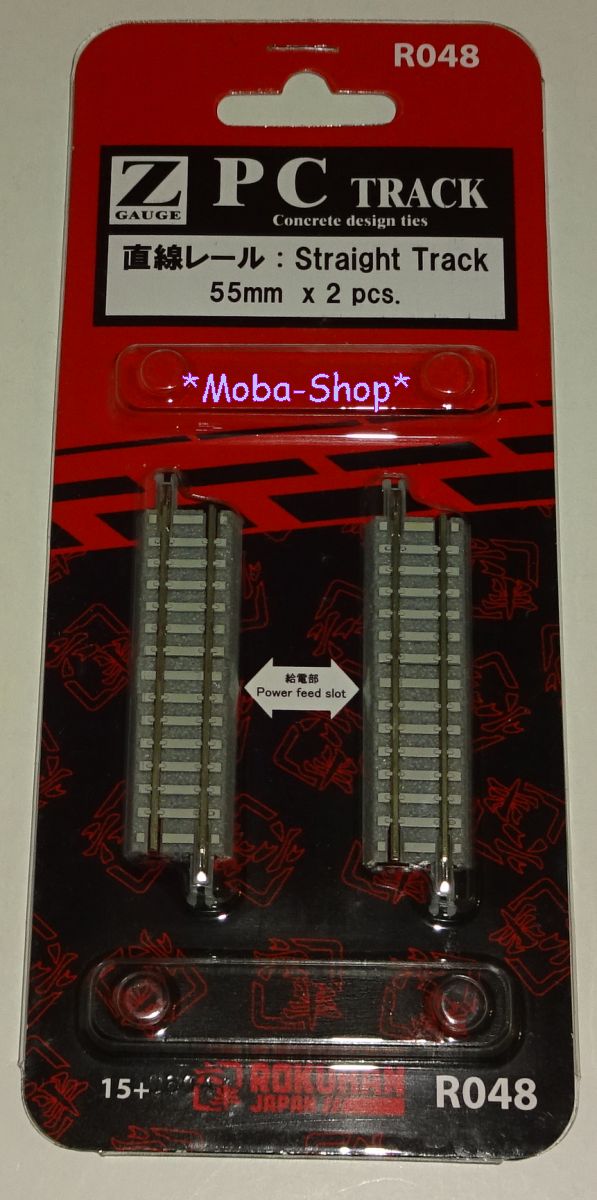 R048
Z PC TRACK
GAUGE Concrete design ties
直線レール : Straight Track
55mm x 2 pcs.
*Moba-Shop*
給電部
Power feed slot
15+
ROKUHAN
JAPAN
R048